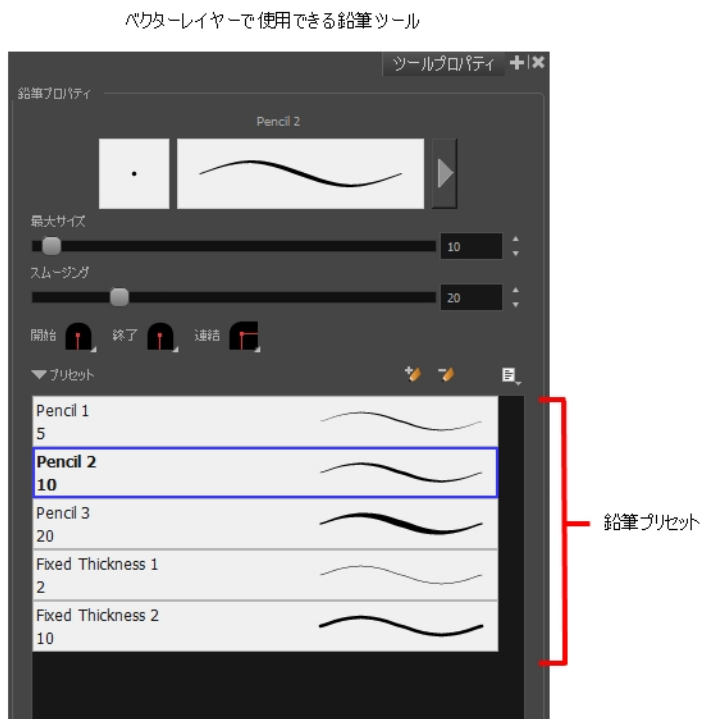 ベクターレイヤーで使用できる鉛筆ツール
ツールプロパティ
鉛筆プロパティ
Pencil 2
最大サイズ
10
スムージング
20
開始 終了 連結
プリセット
Pencil 1
5
Pencil 2
10
Pencil 3
20
Fixed Thickness 1
2
Fixed Thickness 2
10
鉛筆プリセット